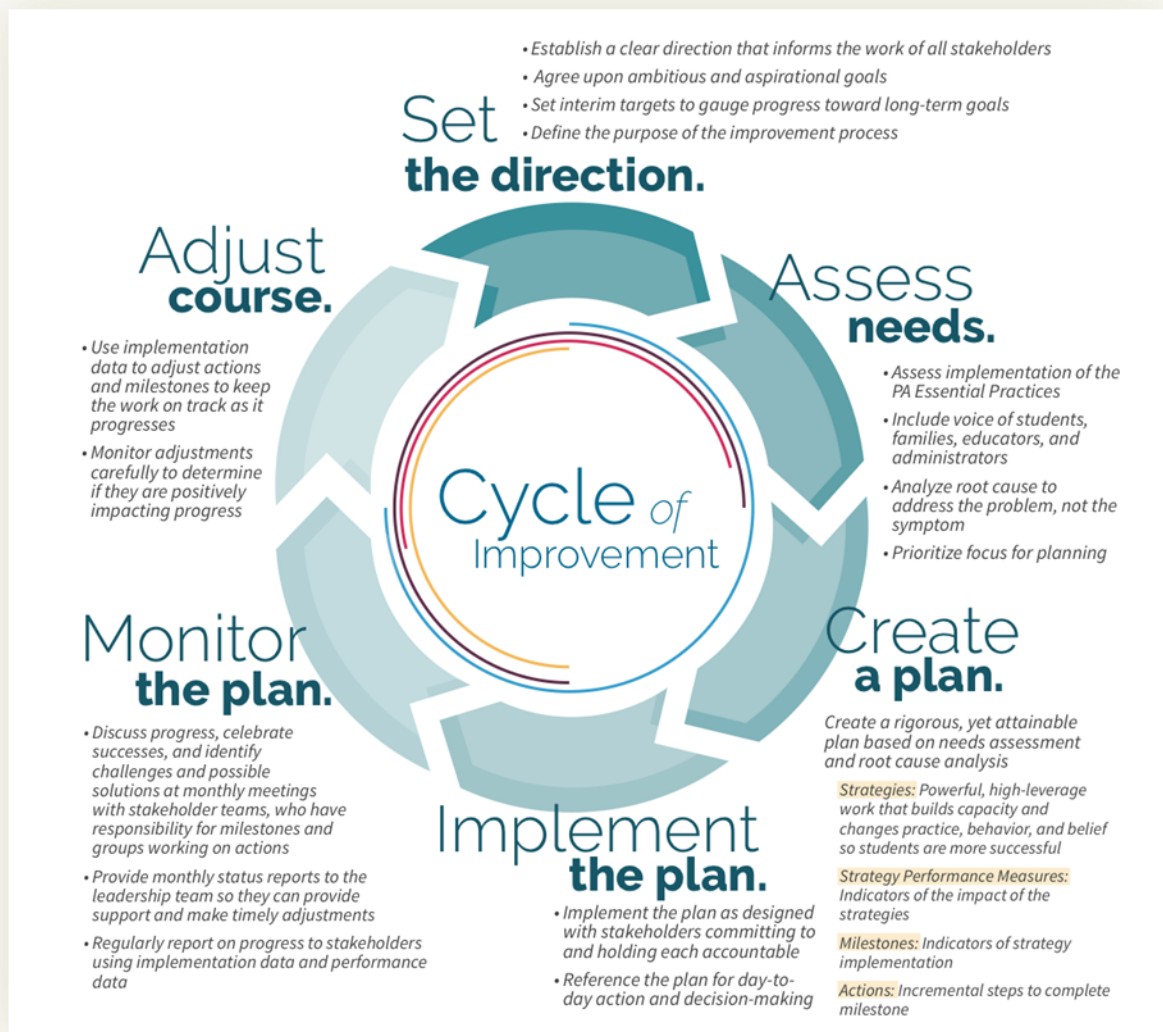 Set
the direction.
• Establish a clear direction that informs the work of all stakeholders
• Agree upon ambitious and aspirational goals
• Set interim targets to gauge progress toward long-term goals
• Define the purpose of the improvement process
Assess
needs.
• Assess implementation of the
PA Essential Practices
• Include voice of students,
families, educators, and
administrators
• Analyze root cause to
address the problem, not the
symptom
• Prioritize focus for planning
Create
a plan.
Create a rigorous, yet attainable
plan based on needs assessment
and root cause analysis
Strategies: Powerful, high-leverage
work that builds capacity and
changes practice, behavior, and belief
so students are more successful
Strategy Performance Measures:
Indicators of the impact of the
strategies
Milestones: Indicators of strategy
implementation
Actions: Incremental steps to complete
milestone
Implement
the plan.
• Implement the plan as designed
with stakeholders committing to
and holding each accountable
• Reference the plan for day-to-
day action and decision-making
Monitor
the plan.
• Discuss progress, celebrate
successes, and identify
challenges and possible
solutions at monthly meetings
with stakeholder teams, who have
responsibility for milestones and
groups working on actions
• Provide monthly status reports to the
leadership team so they can provide
support and make timely adjustments
• Regularly report on progress to stakeholders
using implementation data and performance
data
Adjust
course.
• Use implementation
data to adjust actions
and milestones to keep
the work on track as it
progresses
• Monitor adjustments
carefully to determine
if they are positively
impacting progress
Cycle of
Improvement